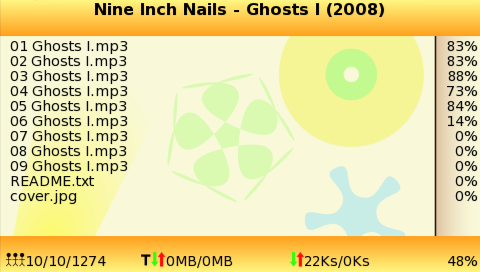 Nine Inch Nails - Ghosts I (2008)
01 Ghosts I.mp3 83%
02 Ghosts I.mp3 83%
03 Ghosts I.mp3 88%
04 Ghosts I.mp3 73%
05 Ghosts I.mp3 84%
06 Ghosts I.mp3 14%
07 Ghosts I.mp3 0%
08 Ghosts I.mp3 0%
09 Ghosts I.mp3 0%
README.txt 0%
cover.jpg 0%
10/10/1274 T 0MB/0MB 22Ks/0Ks 48%